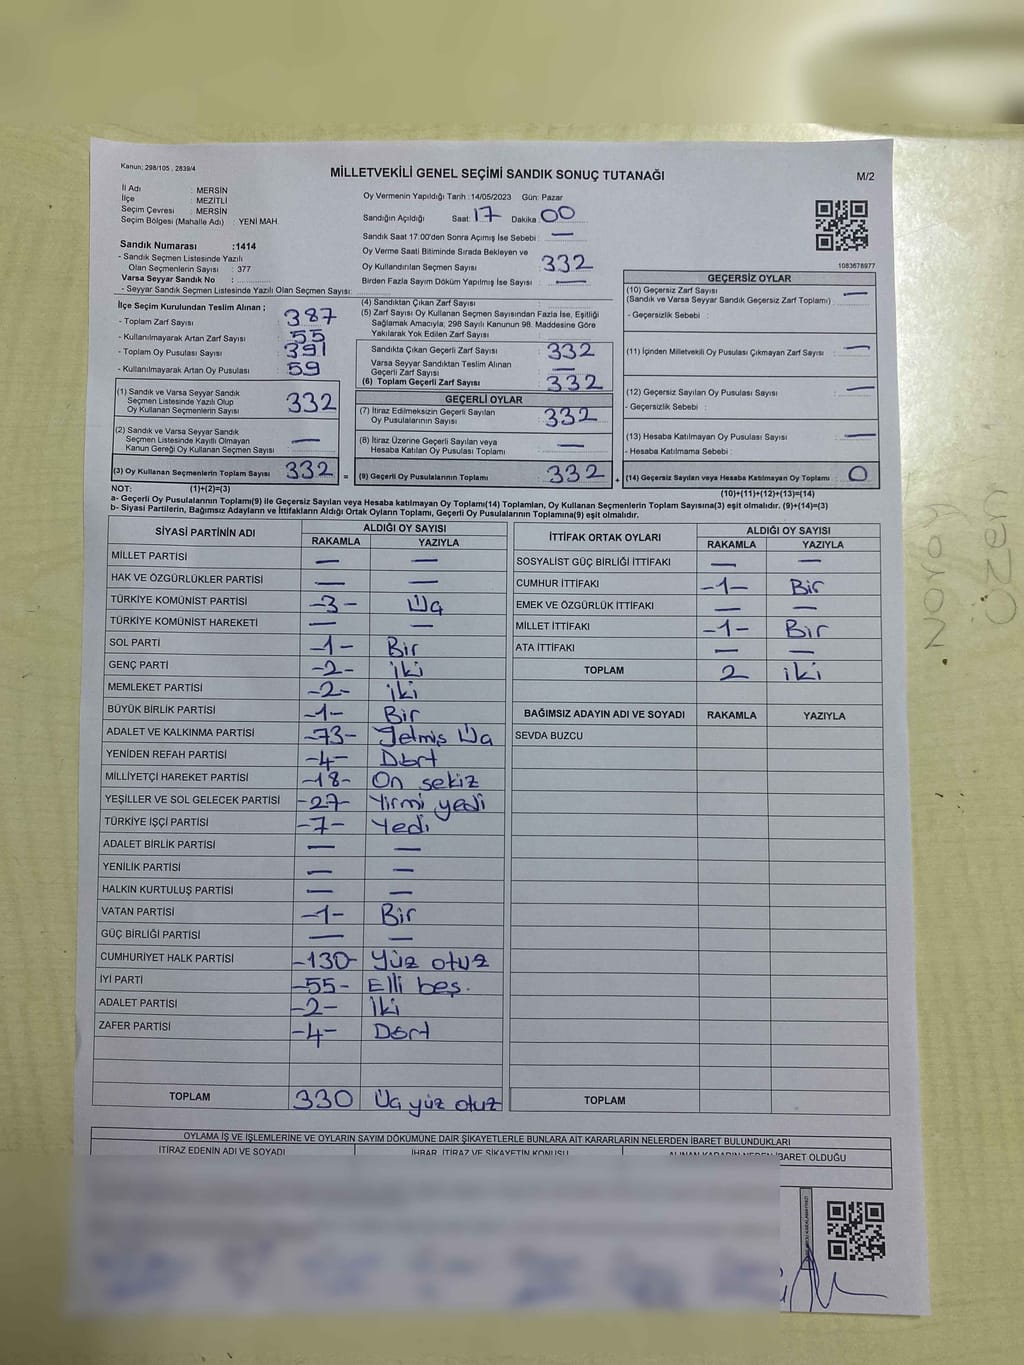 Kanun; 298/105 , 2839/4
MİLLETVEKİLİ GENEL SEÇİMİ SANDIK SONUÇ TUTANAĞI
M/2
İl Adı : MERSİN
İlçe : MEZİTLİ
Seçim Çevresi : MERSİN
Seçim Bölgesi (Mahalle Adı) : YENİ MAH.
Sandık Numarası :1414
- Sandık Seçmen Listesinde Yazılı
Olan Seçmenlerin Sayısı : 377
Varsa Seyyar Sandık No :
- Seyyar Sandık Seçmen Listesinde Yazılı Olan Seçmen Sayısı:
Oy Vermenin Yapıldığı Tarih :14/05/2023 Gün: Pazar
Sandığın Açıldığı Saat: 17 Dakika: 00
Sandık Saat 17:00'den Sonra Açımış İse Sebebi : —
Oy Verme Saati Bitiminde Sırada Bekleyen ve
Oy Kullandırılan Seçmen Sayısı : 332
Birden Fazla Sayım Döküm Yapılmış İse Sayısı : —
1083678977
İlçe Seçim Kurulundan Teslim Alınan ;
- Toplam Zarf Sayısı : 387
- Kullanılmayarak Artan Zarf Sayısı : 55
- Toplam Oy Pusulası Sayısı : 391
- Kullanılmayarak Artan Oy Pusulası : 59
(1) Sandık ve Varsa Seyyar Sandık
Seçmen Listesinde Yazılı Olup
Oy Kullanan Seçmenlerin Sayısı : 332
(2) Sandık ve Varsa Seyyar Sandık
Seçmen Listesinde Kayıtlı Olmayan
Kanun Gereği Oy Kullanan Seçmen Sayısı : —
(3) Oy Kullanan Seçmenlerin Toplam Sayısı : 332 =
(4) Sandıktan Çıkan Zarf Sayısı :
(5) Zarf Sayısı Oy Kullanan Seçmen Sayısından Fazla İse, Eşitliği
Sağlamak Amacıyla; 298 Sayılı Kanunun 98. Maddesine Göre
Yakılarak Yok Edilen Zarf Sayısı :
Sandıkta Çıkan Geçerli Zarf Sayısı : 332
Varsa Seyyar Sandıktan Teslim Alınan
Geçerli Zarf Sayısı : —
(6) Toplam Geçerli Zarf Sayısı : 332
GEÇERLİ OYLAR
(7) İtiraz Edilmeksizin Geçerli Sayılan
Oy Pusulalarının Sayısı : 332
(8) İtiraz Üzerine Geçerli Sayılan veya
Hesaba Katılan Oy Pusulası Toplamı : —
(9) Geçerli Oy Pusulalarının Toplamı : 332 +
GEÇERSİZ OYLAR
(10) Geçersiz Zarf Sayısı : —
(Sandık ve Varsa Seyyar Sandık Geçersiz Zarf Toplamı)
- Geçersizlik Sebebi :
(11) İçinden Milletvekili Oy Pusulası Çıkmayan Zarf Sayısı : —
(12) Geçersiz Sayılan Oy Pusulası Sayısı : —
- Geçersizlik Sebebi :
(13) Hesaba Katılmayan Oy Pusulası Sayısı : —
- Hesaba Katılmama Sebebi :
(14) Geçersiz Sayılan veya Hesaba Katılmayan Oy Toplamı : 0
NOT: (1)+(2)=(3)
(10)+(11)+(12)+(13)=(14)
a- Geçerli Oy Pusulalarının Toplamı(9) ile Geçersiz Sayılan veya Hesaba katılmayan Oy Toplamı(14) Toplamları, Oy Kullanan Seçmenlerin Toplam Sayısına(3) eşit olmalıdır. (9)+(14)=(3)
b- Siyasi Partilerin, Bağımsız Adayların ve İttifakların Aldığı Ortak Oyların Toplamı, Geçerli Oy Pusulalarının Toplamına(9) eşit olmalıdır.
SİYASİ PARTİNİN ADI ALDIĞI OY SAYISI
RAKAMLA YAZIYLA
MİLLET PARTİSİ — —
HAK VE ÖZGÜRLÜKLER PARTİSİ — —
TÜRKİYE KOMÜNİST PARTİSİ -3- Üç
TÜRKİYE KOMÜNİST HAREKETİ — —
SOL PARTİ -1- Bir
GENÇ PARTİ -2- iki
MEMLEKET PARTİSİ -2- iki
BÜYÜK BİRLİK PARTİSİ -1- Bir
ADALET VE KALKINMA PARTİSİ -73- Yetmiş Üç
YENİDEN REFAH PARTİSİ -4- Dört
MİLLİYETÇİ HAREKET PARTİSİ -18- On sekiz
YEŞİLLER VE SOL GELECEK PARTİSİ -27- Yirmi yedi
TÜRKİYE İŞÇİ PARTİSİ -7- Yedi
ADALET BİRLİK PARTİSİ — —
YENİLİK PARTİSİ — —
HALKIN KURTULUŞ PARTİSİ — —
VATAN PARTİSİ -1- Bir
GÜÇ BİRLİĞİ PARTİSİ — —
CUMHURİYET HALK PARTİSİ -130- Yüz otuz
İYİ PARTİ -55- Elli beş.
ADALET PARTİSİ -2- İki
ZAFER PARTİSİ -4- Dört
TOPLAM 330 Üç yüz otuz
İTTİFAK ORTAK OYLARI ALDIĞI OY SAYISI
RAKAMLA YAZIYLA
SOSYALİST GÜÇ BİRLİĞİ İTTİFAKI — —
CUMHUR İTTİFAKI -1- Bir
EMEK VE ÖZGÜRLÜK İTTİFAKI — —
MİLLET İTTİFAKI -1- Bir
ATA İTTİFAKI — —
TOPLAM 2 iki
BAĞIMSIZ ADAYIN ADI VE SOYADI RAKAMLA YAZIYLA
SEVDA BUZCU
TOPLAM
OYLAMA İŞ VE İŞLEMLERİNE VE OYLARIN SAYIM DÖKÜMÜNE DAİR ŞİKAYETLERLE BUNLARA AİT KARARLARIN NELERDEN İBARET BULUNDUKLARI
İTİRAZ EDENİN ADI VE SOYADI İHBAR, İTİRAZ VE ŞİKAYETİN KONUSU ALINAN KARARIN NEDEN İBARET OLDUĞU